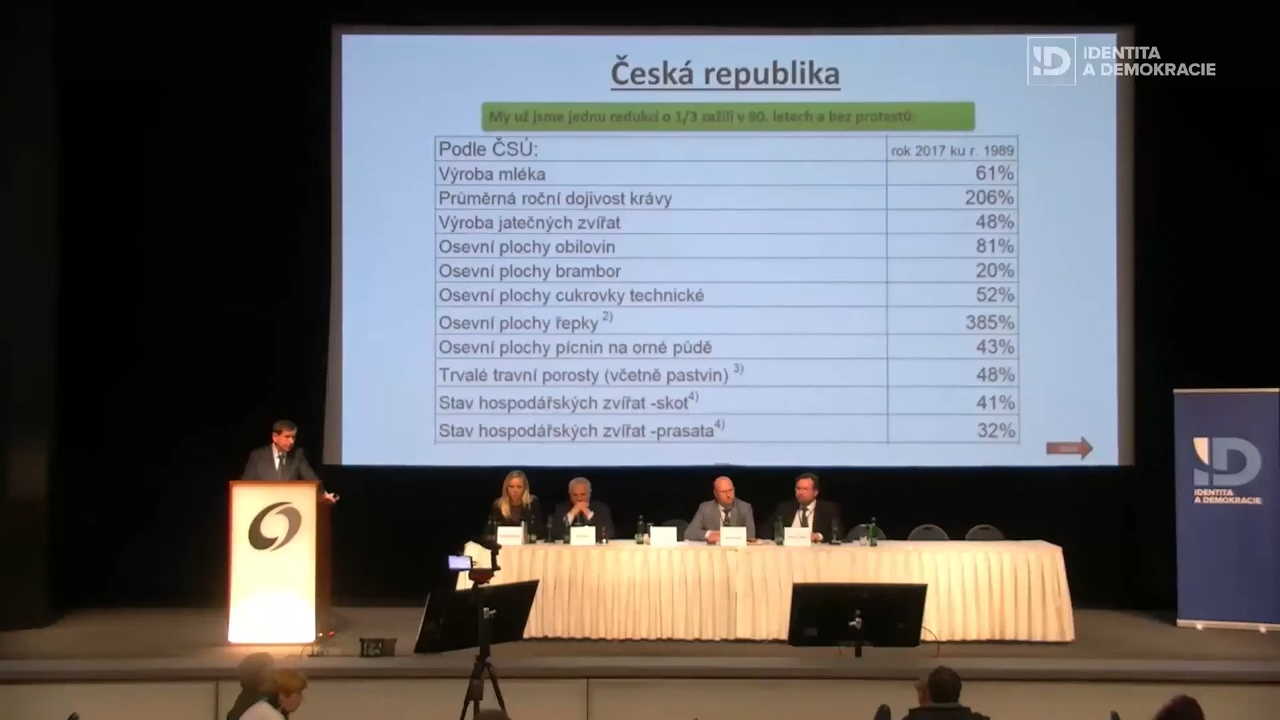 Česká republika
My už jsme jednu redukci o 1/3 zažili v 90. letech a bez protestů.
Podle ČSÚ: rok 2017 ku r. 1989
Výroba mléka 61%
Průměrná roční dojivost krávy 206%
Výroba jatečných zvířat 48%
Osevní plochy obilovin 81%
Osevní plochy brambor 20%
Osevní plochy cukrovky technické 52%
Osevní plochy řepky 2) 385%
Osevní plochy pícnin na orné půdě 43%
Trvalé travní porosty (včetně pastvin) 3) 48%
Stav hospodářských zvířat -skot4) 41%
Stav hospodářských zvířat -prasata4) 32%
ID IDENTITA
A DEMOKRACIE
ID
IDENTITA
A DEMOKRACIE